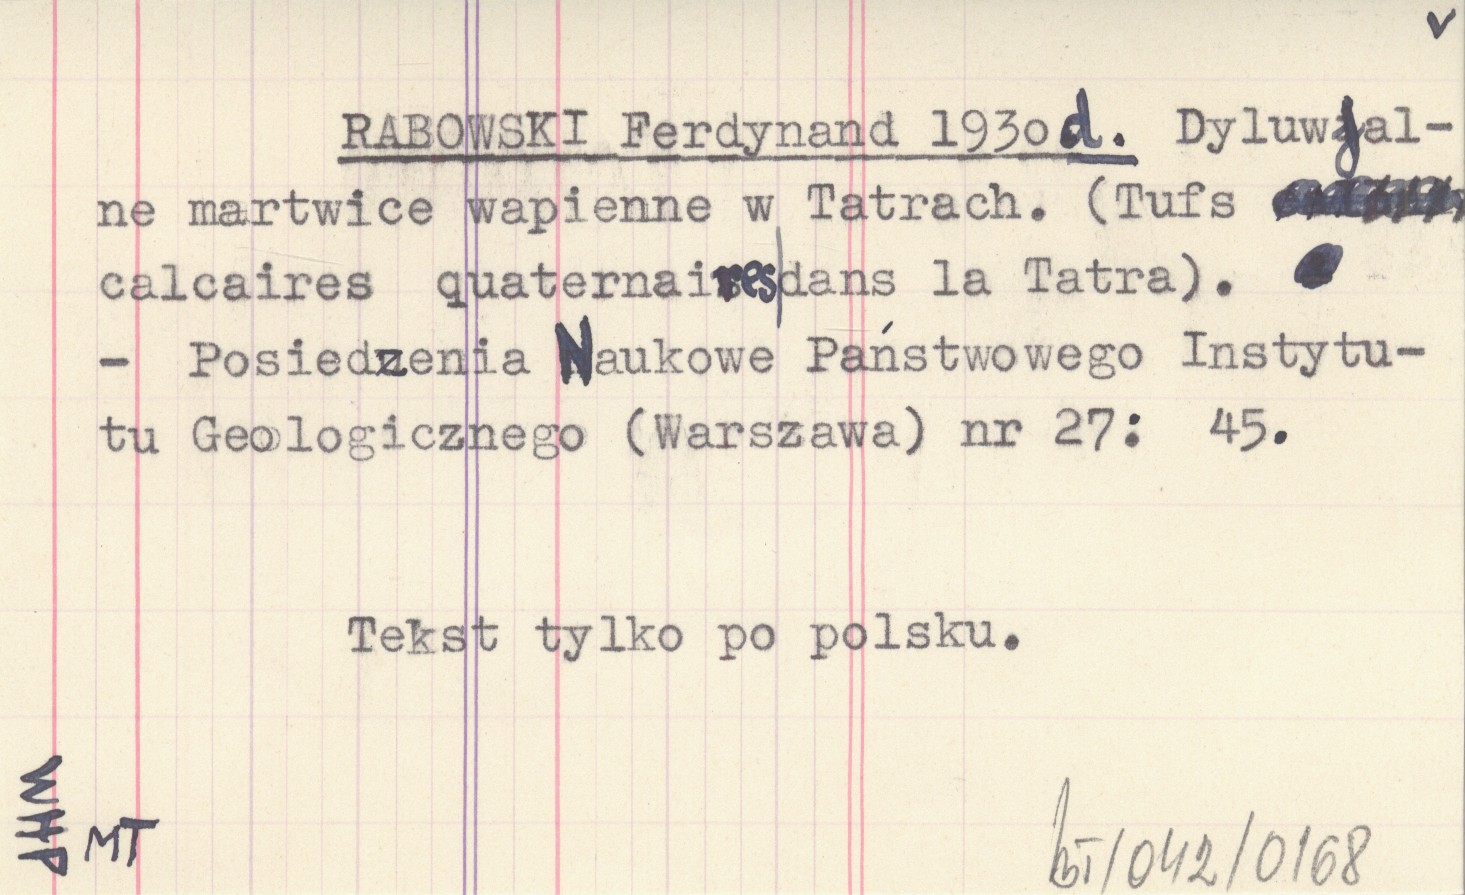 v
RABOWSKI Ferdynand 1930d. Dyluwjal-
ne martwice wapienne w Tatrach. (Tufs
calcaires quaternaires dans la Tatra).
- Posiedzenia Naukowe Państwowego Instytu-
tu Geologicznego (Warszawa) nr 27: 45.
Tekst tylko po polsku.
WHP
MT
bT/042/0168